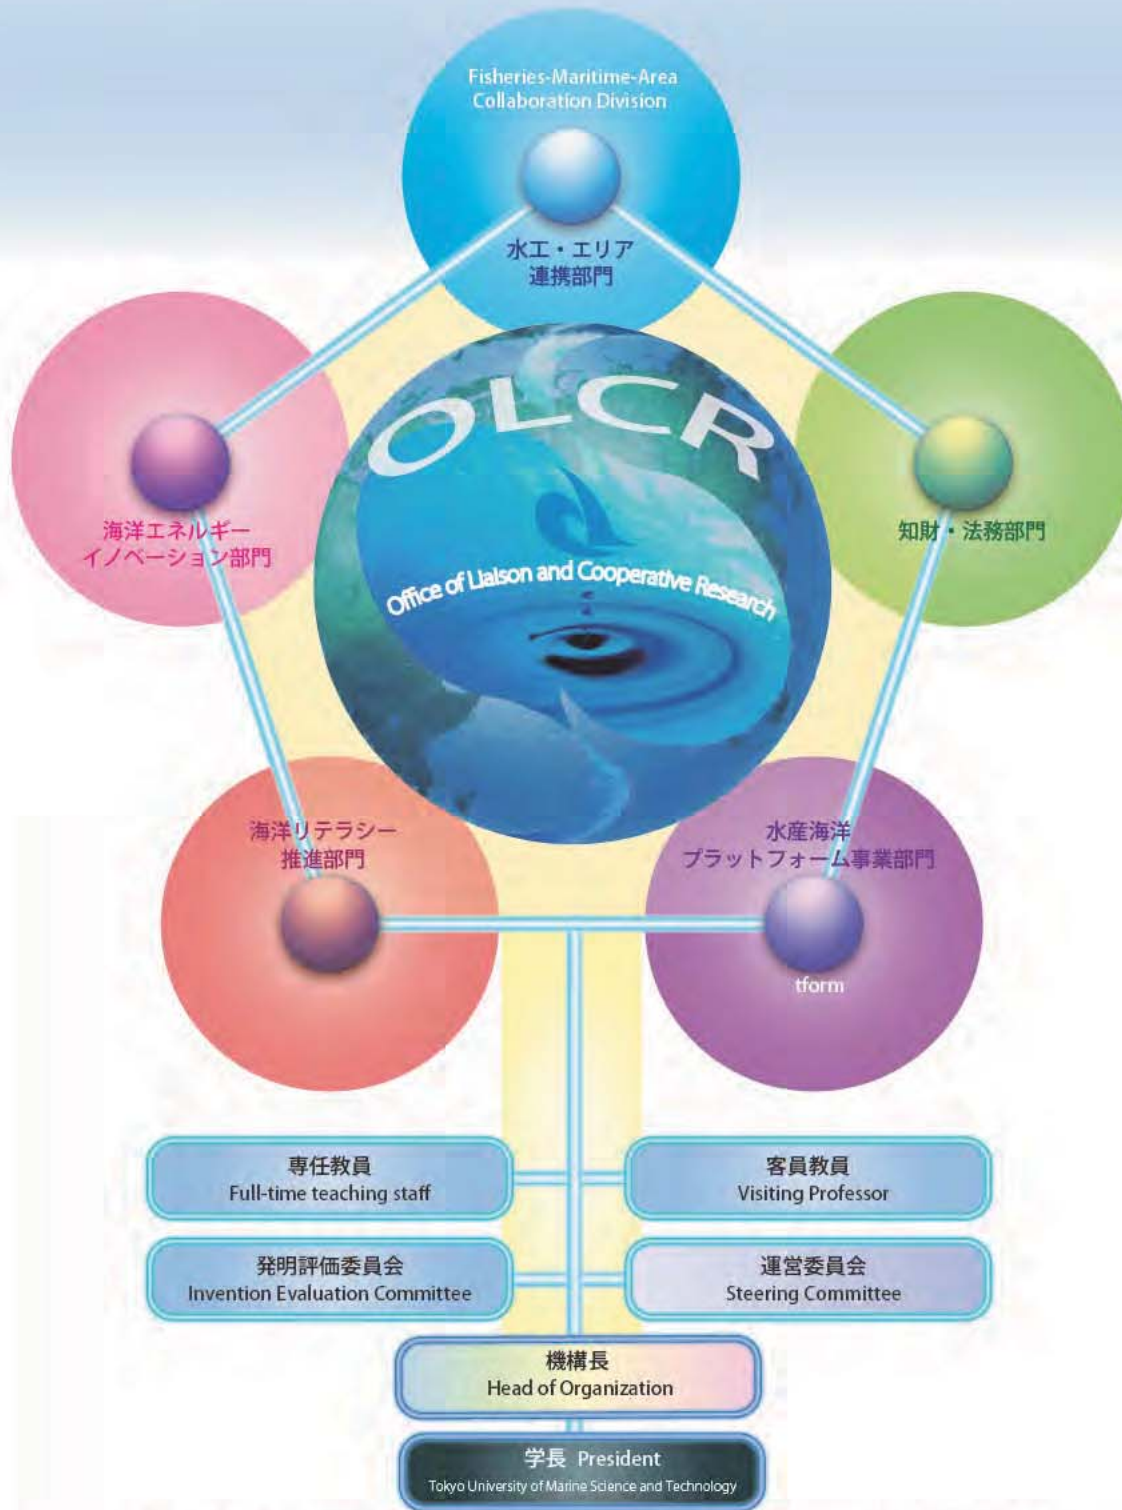 Fisheries-Maritime-Area
Collaboration Division
水工・エリア
連携部門
OLCR
Office of Liaison and Cooperative Research
海洋エネルギー
イノベーション部門
知財・法務部門
海洋リテラシー
推進部門
水産海洋
プラットフォーム事業部門
tform
専任教員
Full-time teaching staff
客員教員
Visiting Professor
発明評価委員会
Invention Evaluation Committee
運営委員会
Steering Committee
機構長
Head of Organization
学長 President
Tokyo University of Marine Science and Technology